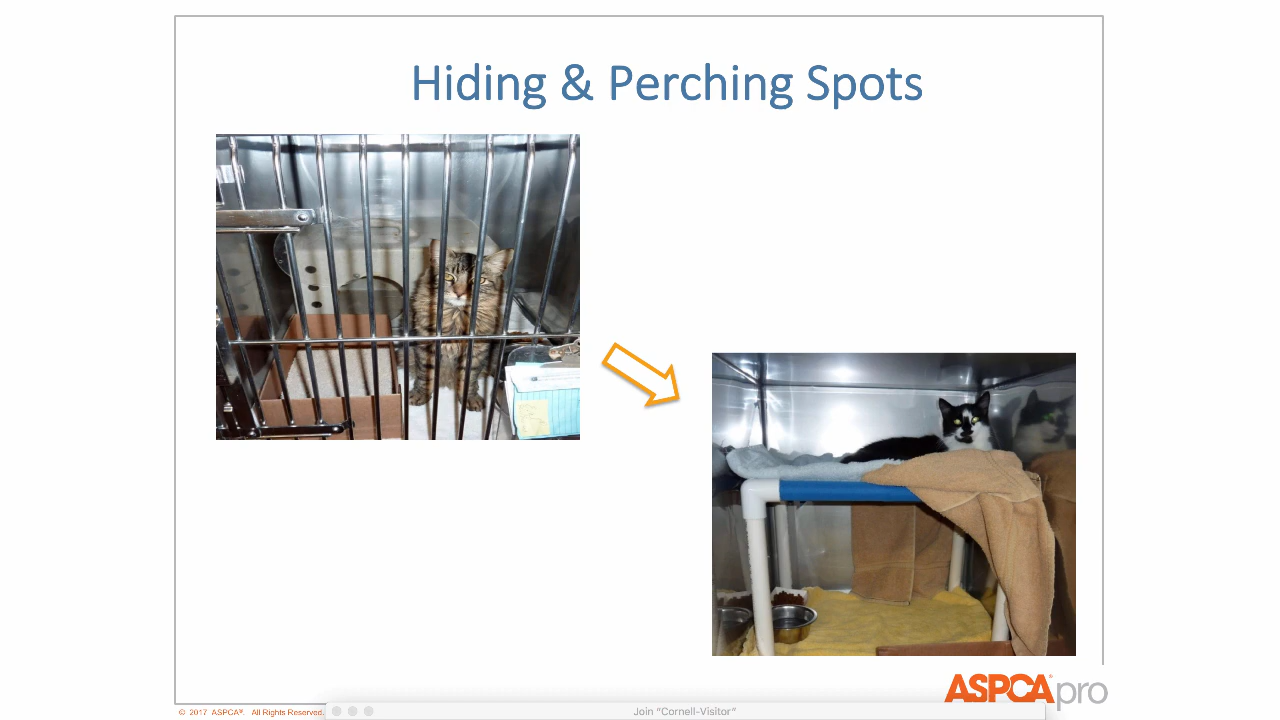 Hiding & Perching Spots
ASPCA® pro
© 2017 ASPCA®. All Rights Reserved.
Join “Cornell-Visitor”